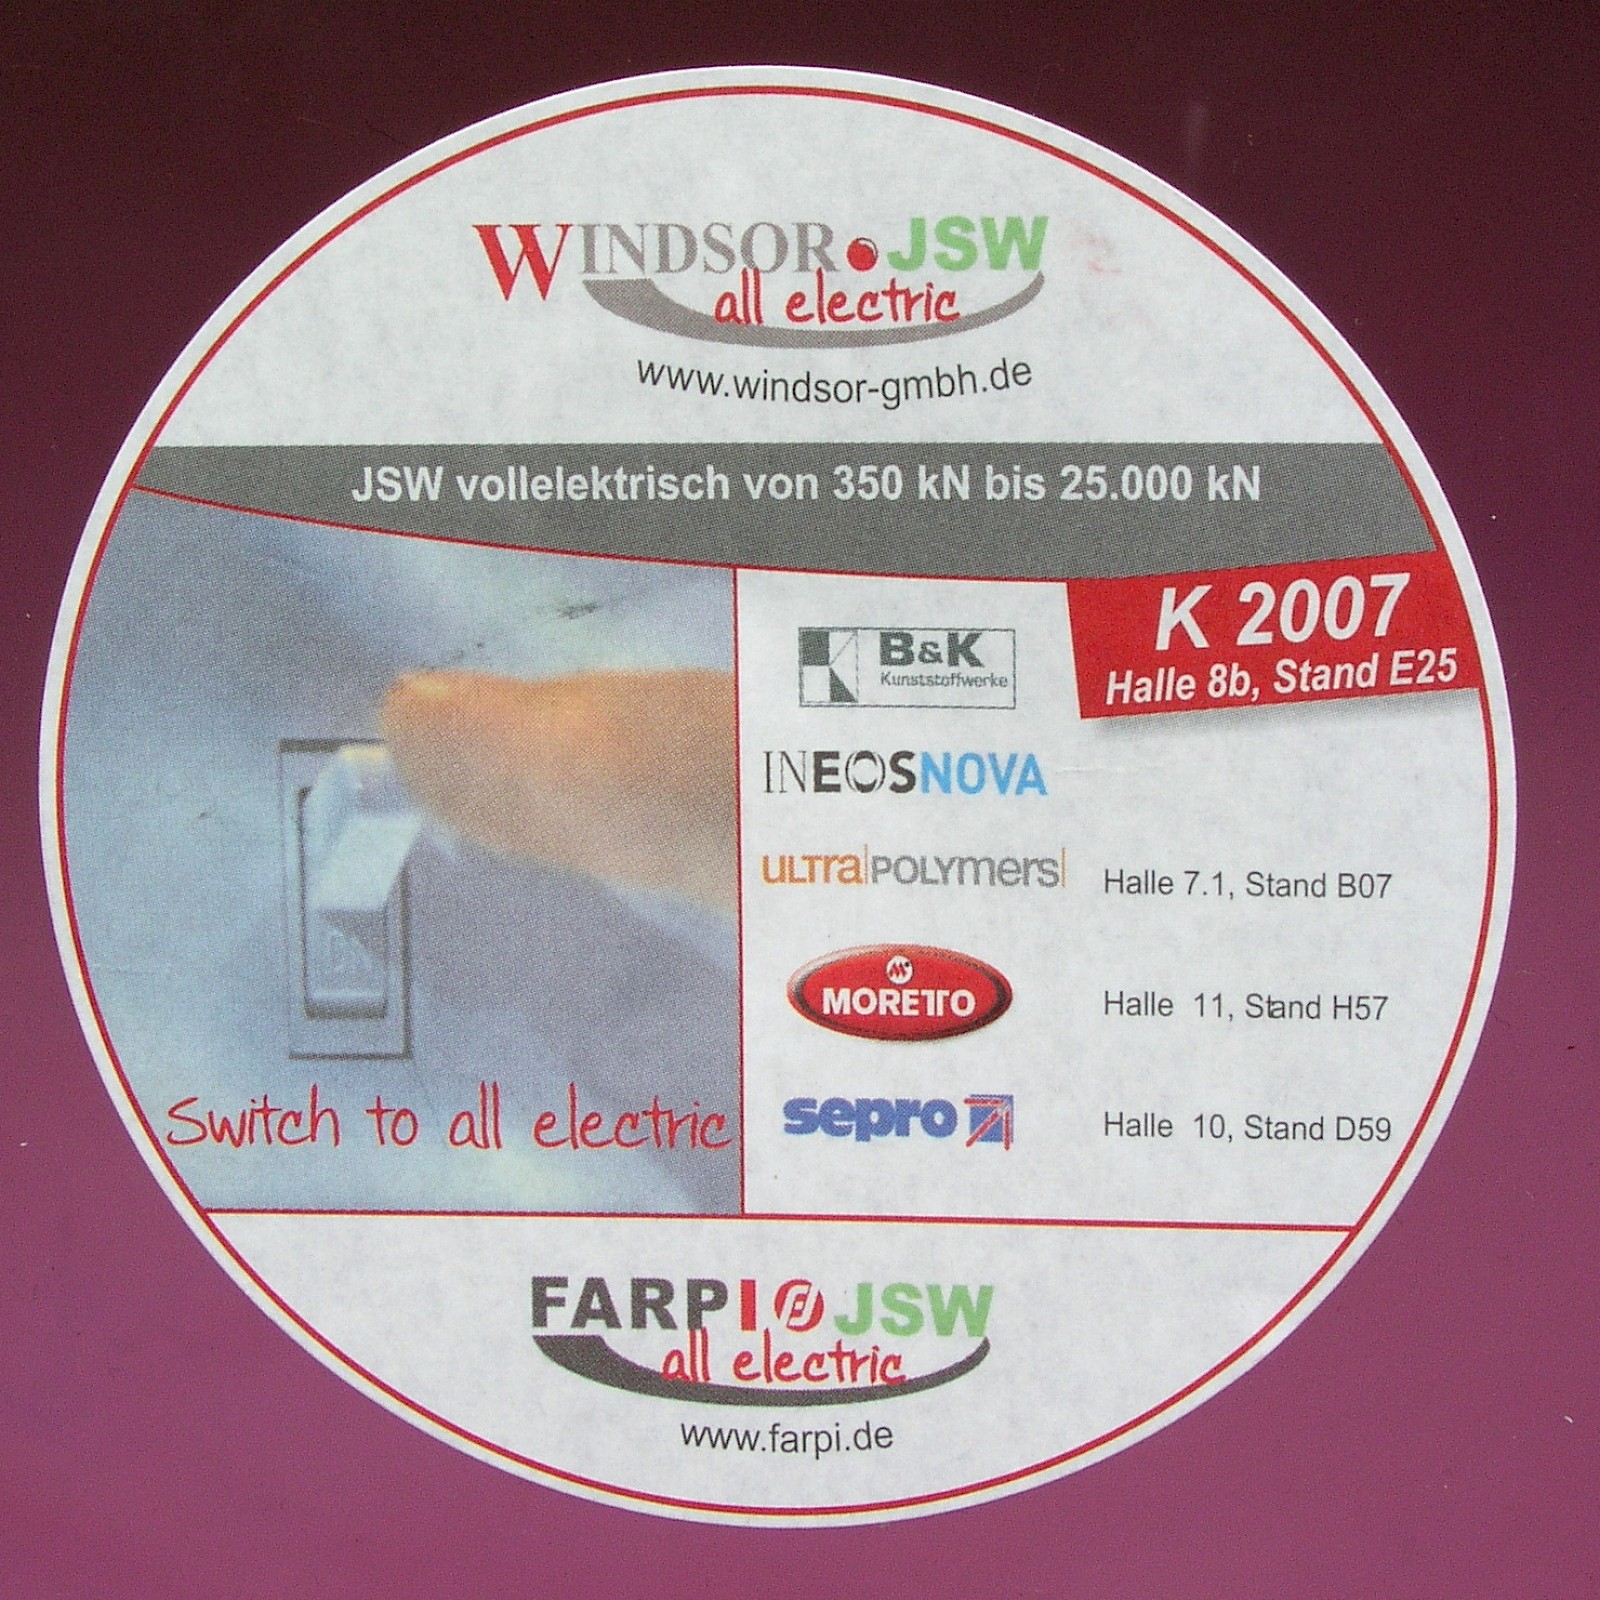 WINDSOR JSW
all electric
www.windsor-gmbh.de
JSW vollelektrisch von 350 kN bis 25.000 kN
K 2007
Halle 8b, Stand E25
B&K
Kunststoffwerke
INEOS NOVA
ULTRA|POLYMERS|
Halle 7.1, Stand B07
MORETTO
Halle 11, Stand H57
sepro
Halle 10, Stand D59
Switch to all electric
FARPI JSW
all electric
www.farpi.de